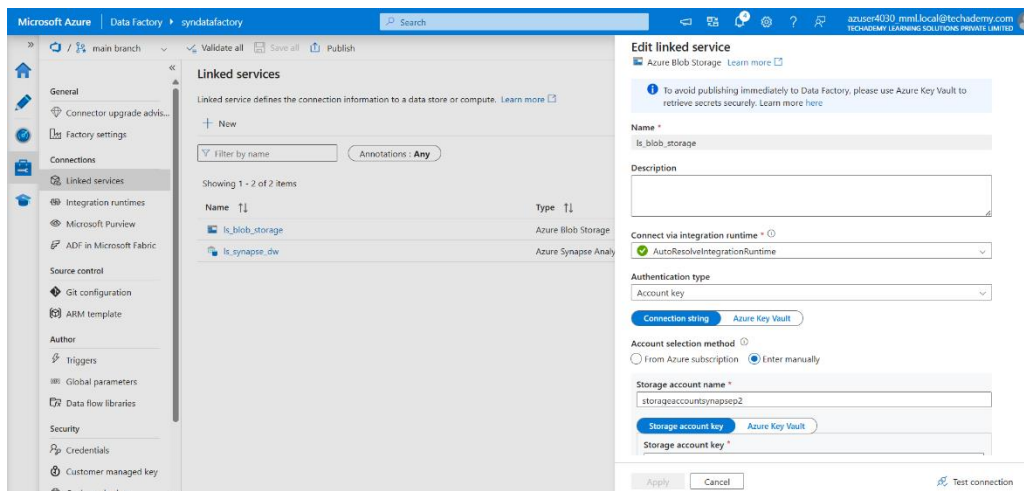 Microsoft Azure Data Factory syndatafactory Search 4 azuser4030_mml.local@techademy.com
TECHADEMY LEARNING SOLUTIONS PRIVATE LIMITED
/ main branch Validate all Save all Publish
General
Connector upgrade advis...
Factory settings
Connections
Linked services
Integration runtimes
Microsoft Purview
ADF in Microsoft Fabric
Source control
Git configuration
ARM template
Author
Triggers
Global parameters
Data flow libraries
Security
Credentials
Customer managed key
Linked services
Linked service defines the connection information to a data store or compute. Learn more
New
Filter by name Annotations : Any
Showing 1 - 2 of 2 items
Name Type
ls_blob_storage Azure Blob Storage
ls_synapse_dw Azure Synapse Analy
Edit linked service
Azure Blob Storage Learn more
To avoid publishing immediately to Data Factory, please use Azure Key Vault to
retrieve secrets securely. Learn more here
Name *
ls_blob_storage
Description
Connect via integration runtime *
AutoResolveIntegrationRuntime
Authentication type
Account key
Connection string Azure Key Vault
Account selection method
From Azure subscription Enter manually
Storage account name *
storageaccountsynapsep2
Storage account key Azure Key Vault
Storage account key *
Apply Cancel Test connection